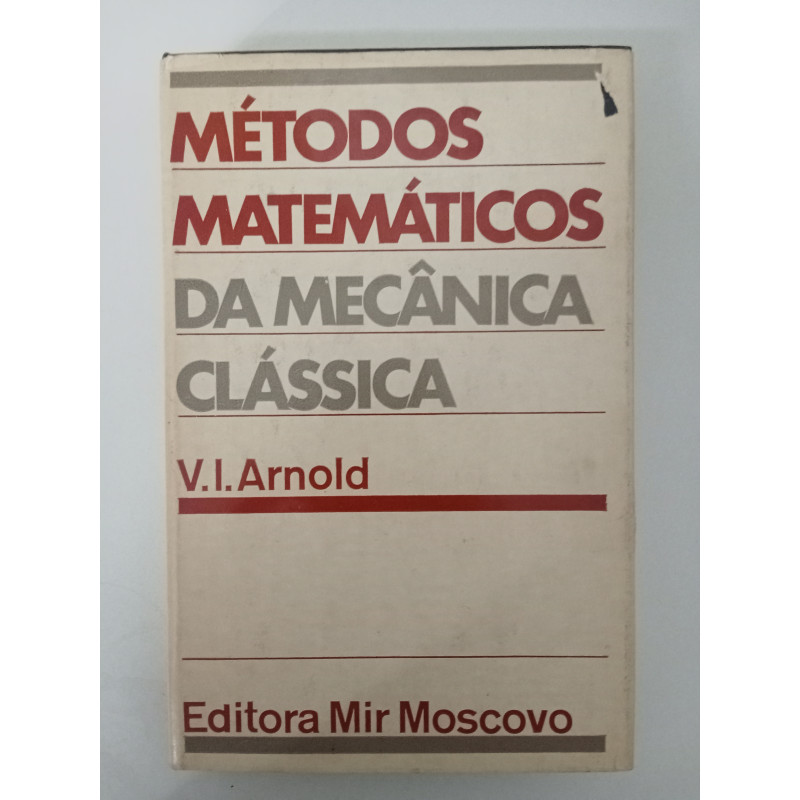 MÉTODOS
MATEMÁTICOS
DA MECÂNICA
CLÁSSICA
V.I.Arnold
Editora Mir Moscovo